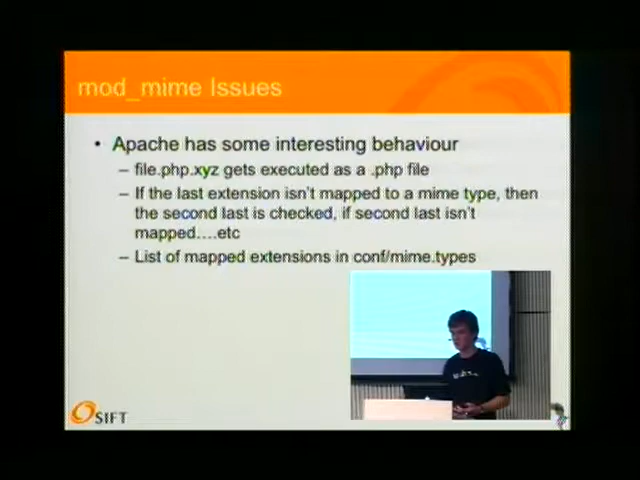 mod_mime Issues
• Apache has some interesting behaviour
– file.php.xyz gets executed as a .php file
– If the last extension isn't mapped to a mime type, then
the second last is checked, if second last isn't
mapped....etc
– List of mapped extensions in conf/mime.types
SIFT